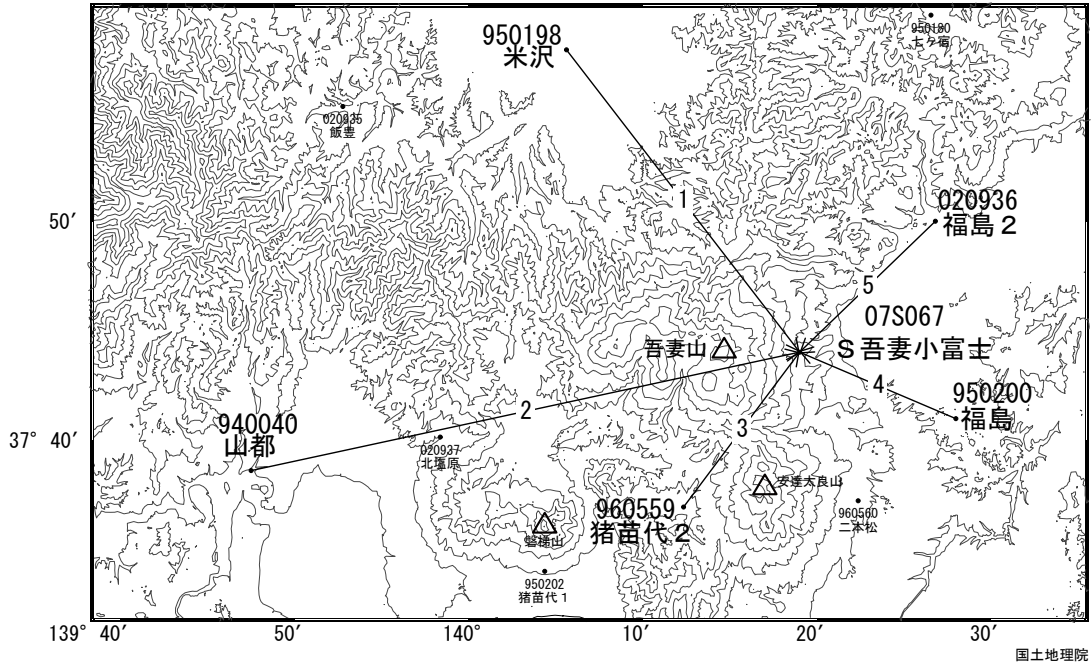 950198
米沢
950180
七ヶ宿
020935
飯豊
1
50′
020936
福島２
5
07S067
Ｓ吾妻小富士
吾妻山
4
950200
福島
2
940040
山都
37° 40′
020937
北塩原
3
安達太良山
960559
猪苗代２
960560
二本松
磐梯山
950202
猪苗代１
139° 40′
50′
140°
10′
20′
30′
国土地理院